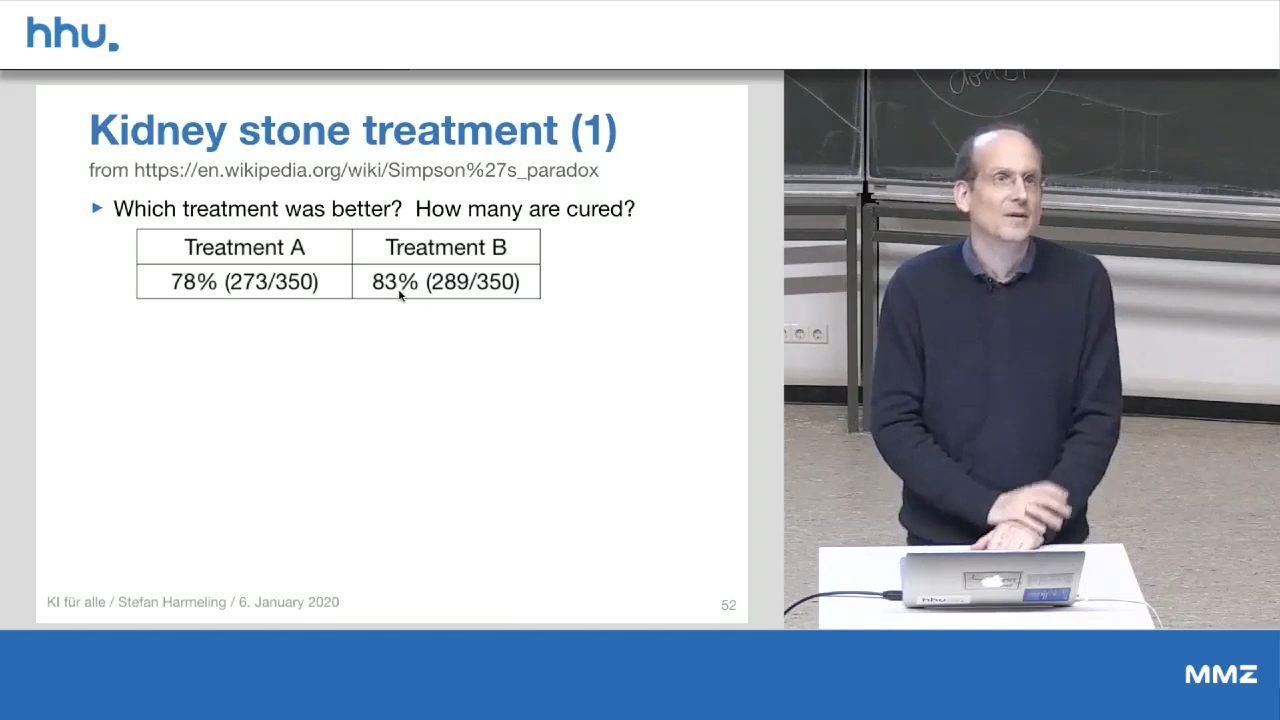 hhu.
Kidney stone treatment (1)
from https://en.wikipedia.org/wiki/Simpson%27s_paradox
Which treatment was better? How many are cured?
Treatment A Treatment B
78% (273/350) 83% (289/350)
KI für alle / Stefan Harmeling / 6. January 2020
52
hhu
MMZ